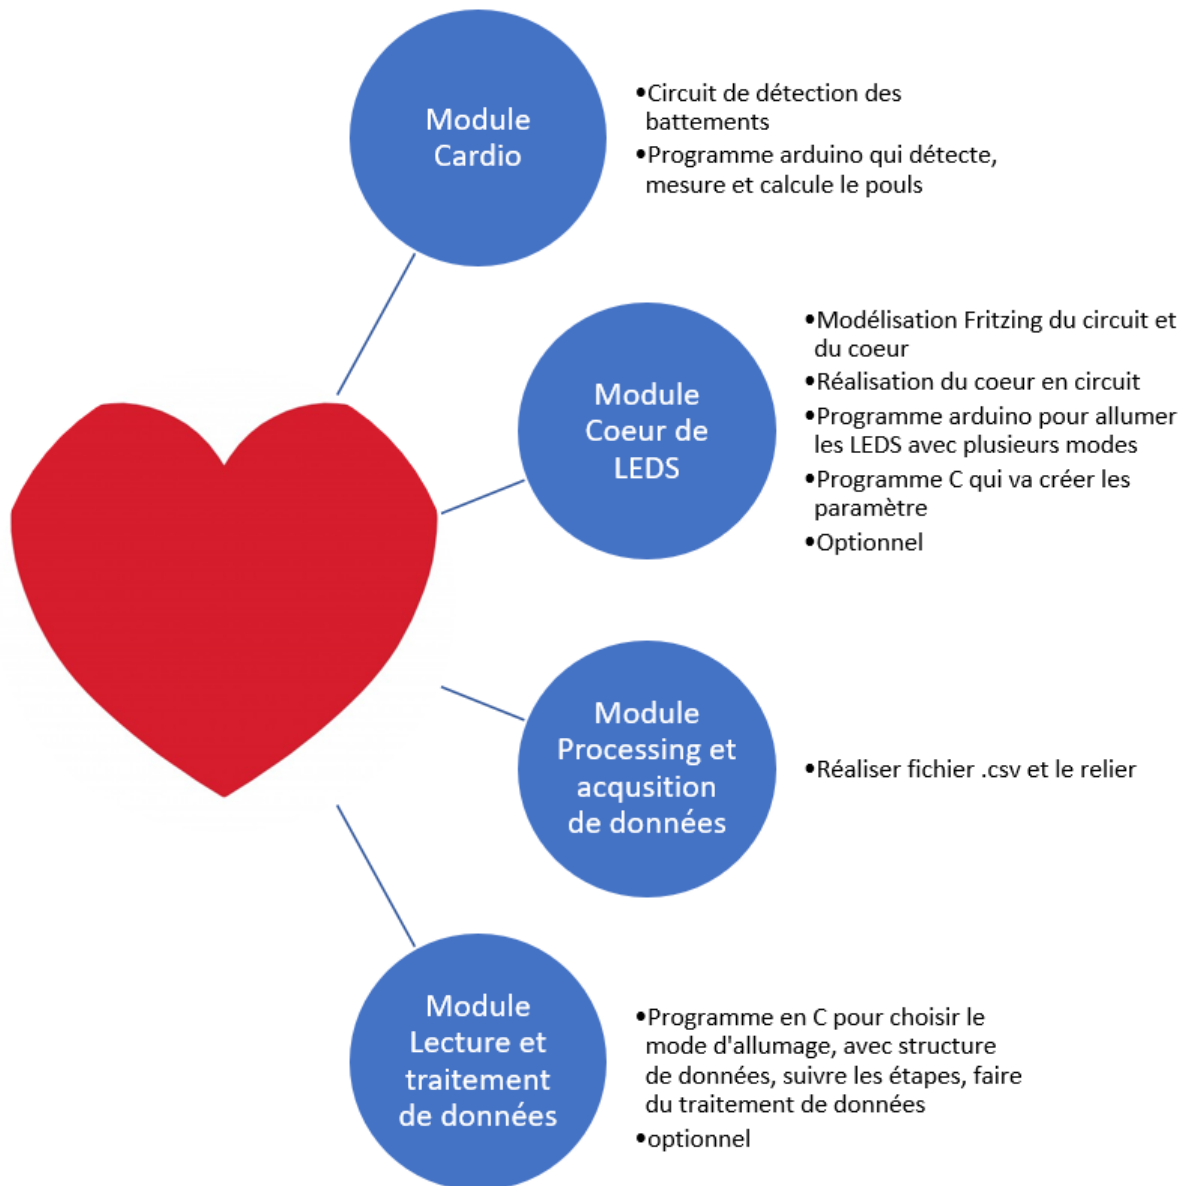 Module
Cardio
•Circuit de détection des
battements
•Programme arduino qui détecte,
mesure et calcule le pouls
Module
Coeur de
LEDS
•Modélisation Fritzing du circuit et
du coeur
•Réalisation du coeur en circuit
•Programme arduino pour allumer
les LEDS avec plusieurs modes
•Programme C qui va créer les
paramètre
•Optionnel
Module
Processing et
acqusition
de données
•Réaliser fichier .csv et le relier
Module
Lecture et
traitement
de données
•Programme en C pour choisir le
mode d'allumage, avec structure
de données, suivre les étapes, faire
du traitement de données
•optionnel